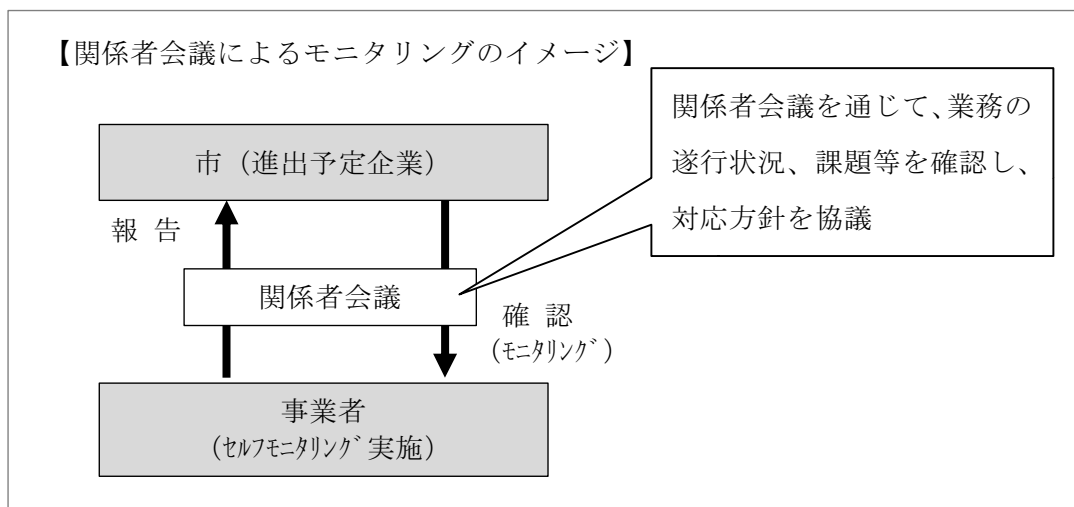 【関係者会議によるモニタリングのイメージ】
関係者会議を通じて、業務の
遂行状況、課題等を確認し、
対応方針を協議
市（進出予定企業）
報 告
関係者会議
確 認
（ﾓﾆﾀﾘﾝｸﾞ）
事業者
（ｾﾙﾌﾓﾆﾀﾘﾝｸﾞ実施）